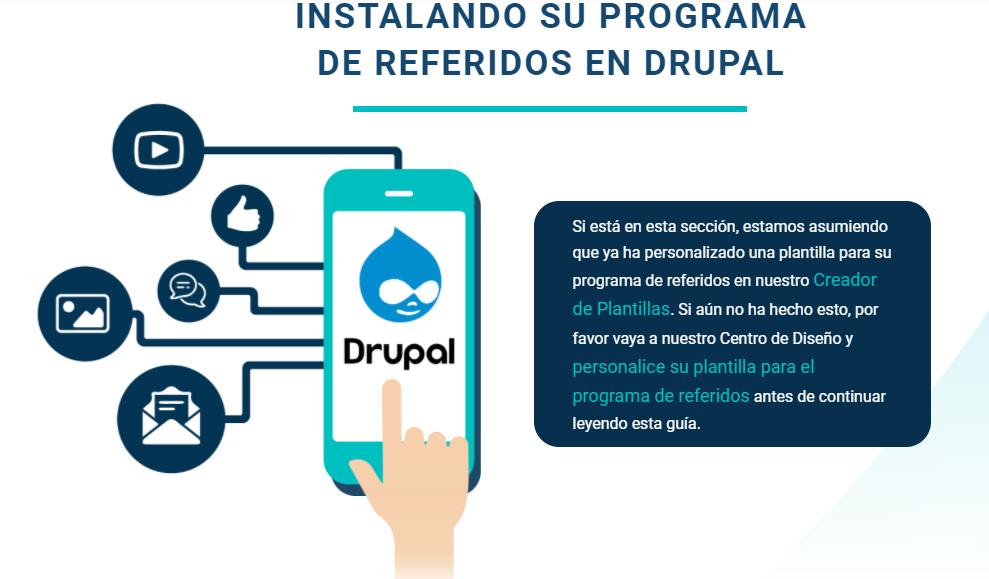 INSTALANDO SU PROGRAMA
DE REFERIDOS EN DRUPAL
Drupal
Si está en esta sección, estamos asumiendo
que ya ha personalizado una plantilla para su
programa de referidos en nuestro Creador
de Plantillas. Si aún no ha hecho esto, por
favor vaya a nuestro Centro de Diseño y
personalice su plantilla para el
programa de referidos antes de continuar
leyendo esta guía.